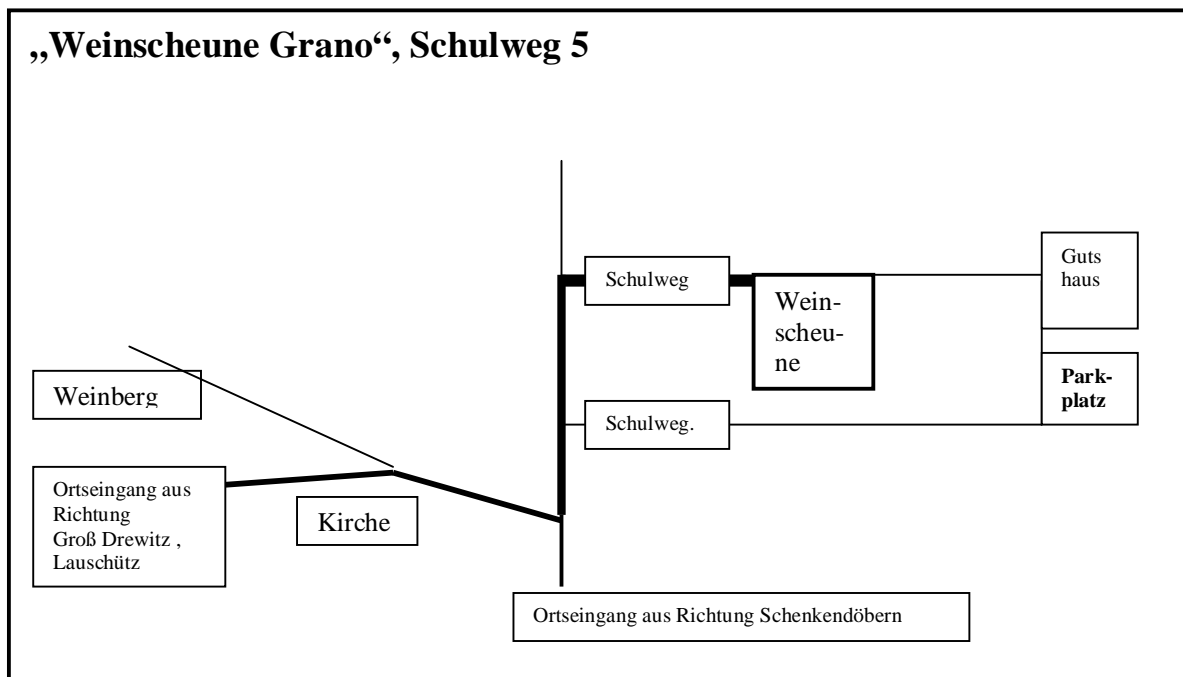 „Weinscheune Grano“, Schulweg 5
Guts
haus
Schulweg
Wein-
scheu-
ne
Weinberg
Park-
platz
Schulweg.
Ortseingang aus
Richtung
Groß Drewitz ,
Lauschütz
Kirche
Ortseingang aus Richtung Schenkendöbern